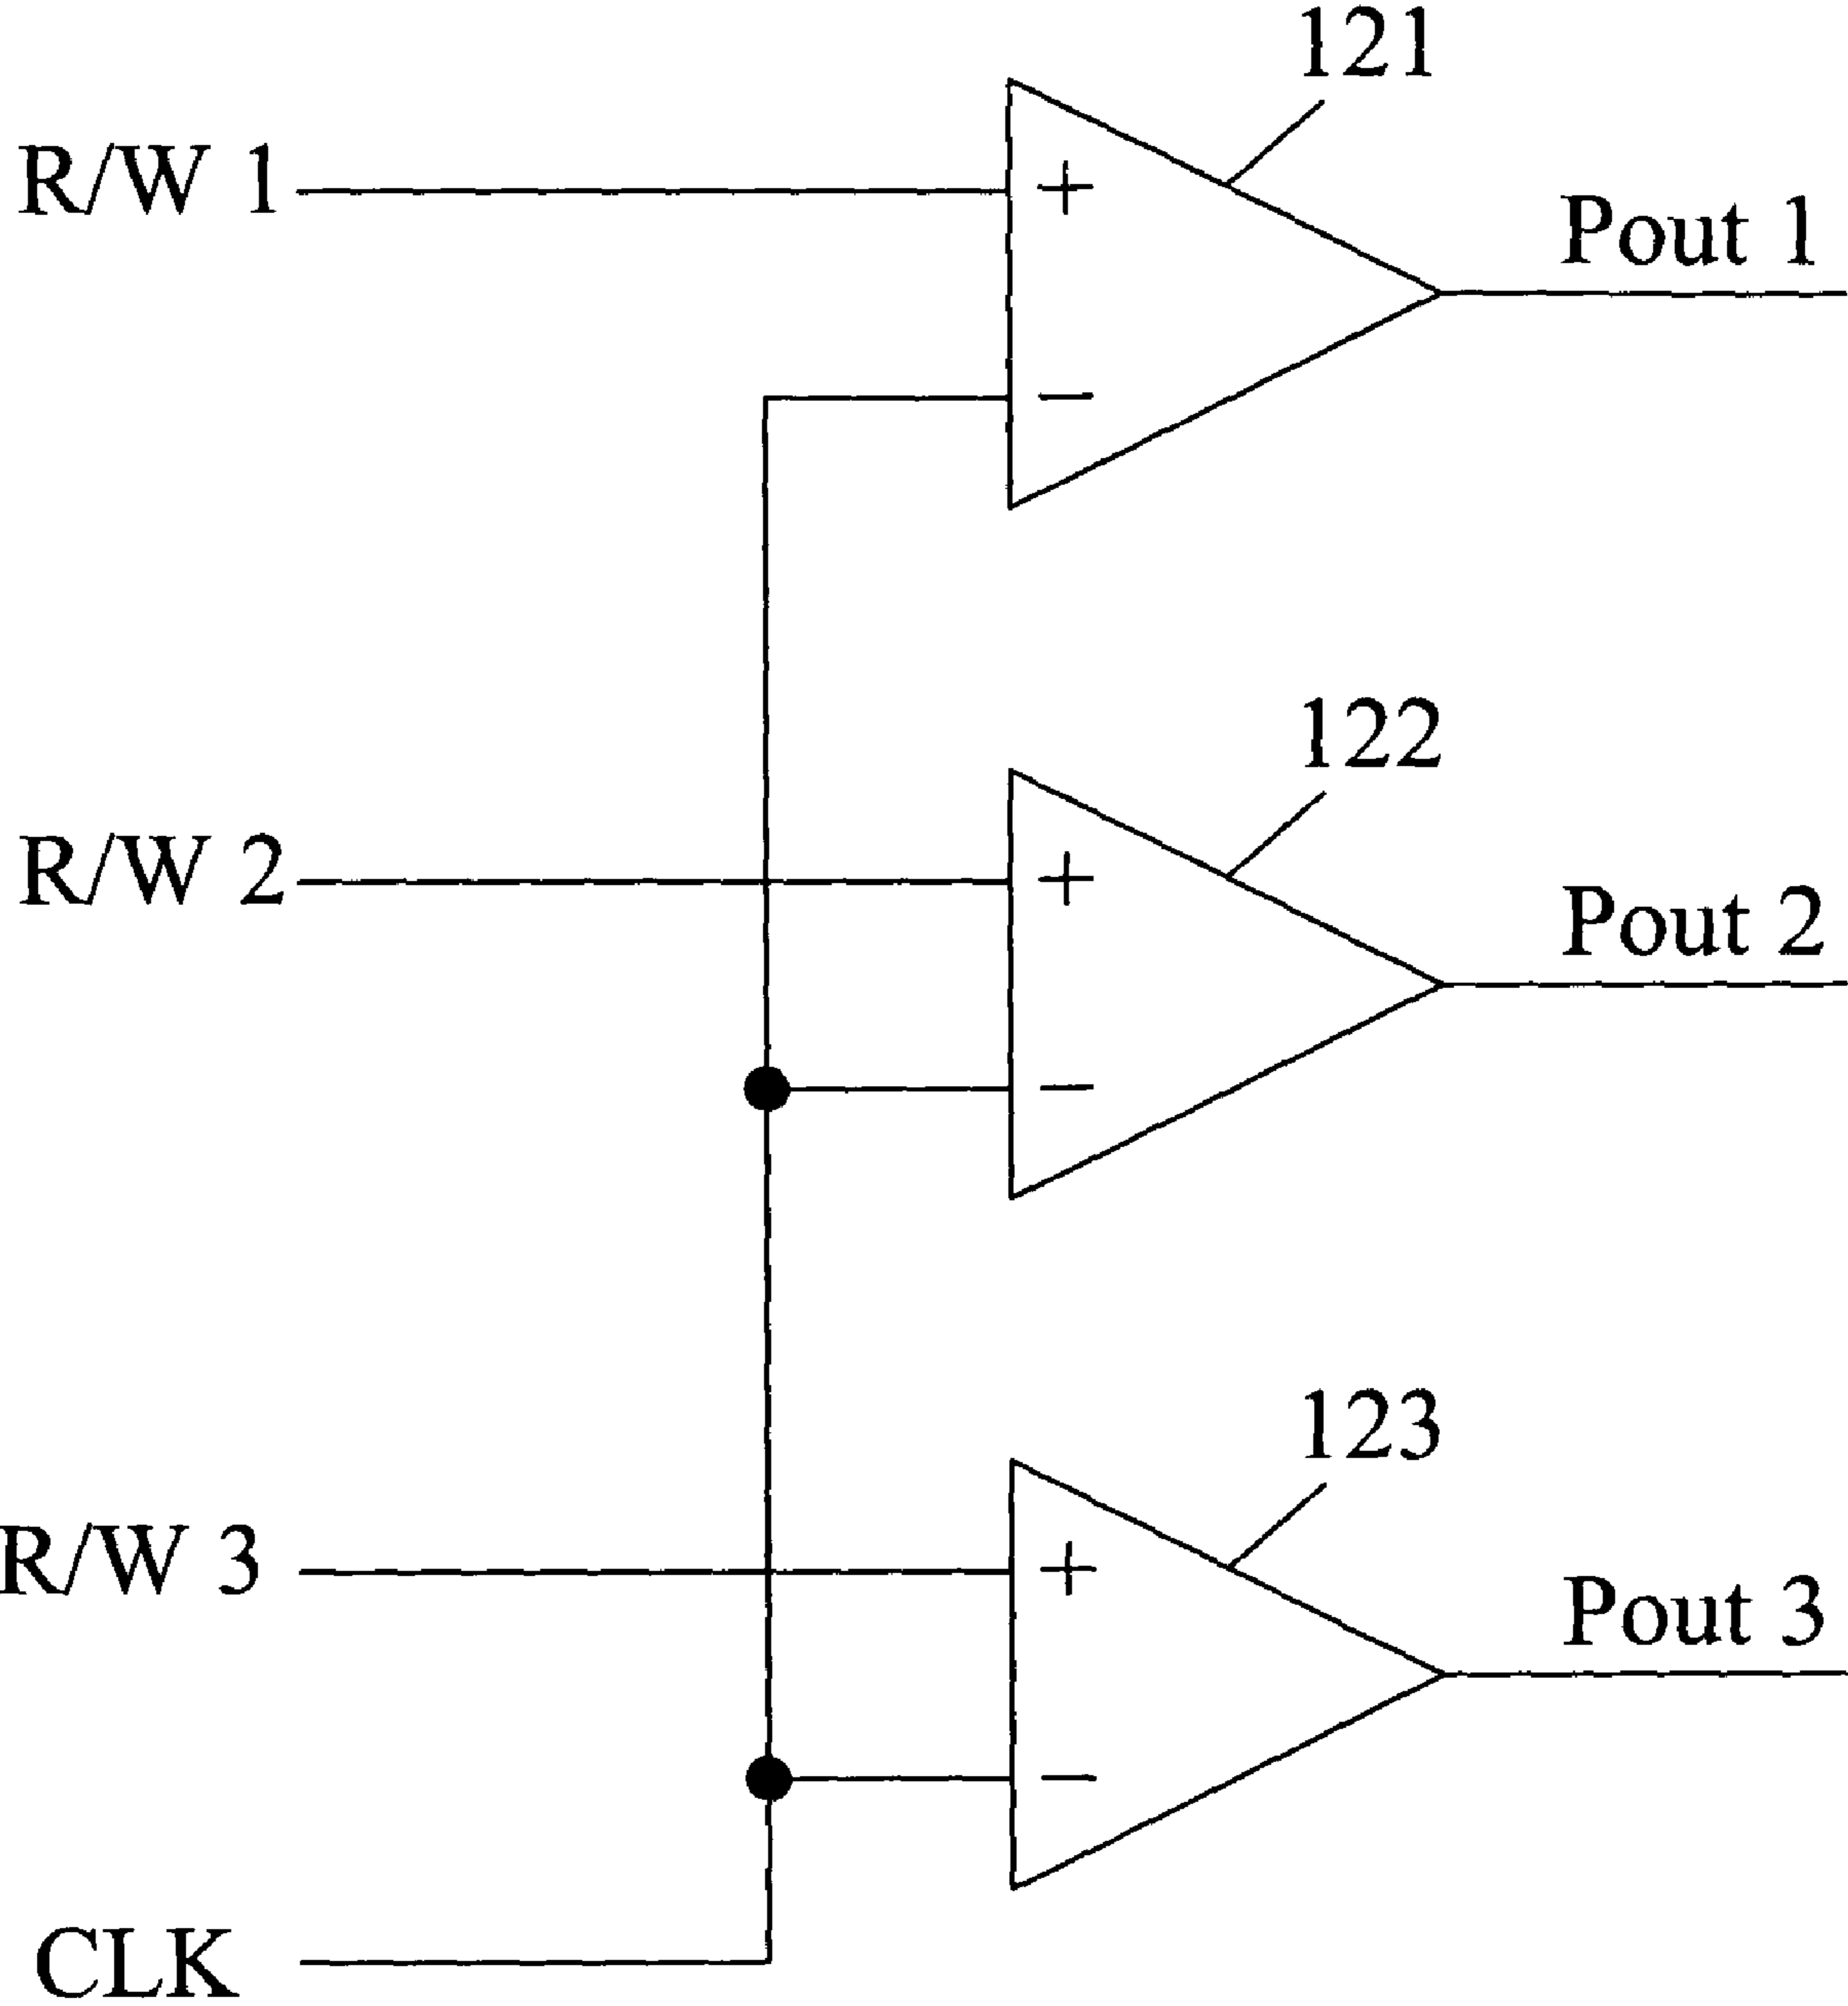 121
R/W 1
+
Pout 1
−
122
R/W 2
+
Pout 2
−
123
R/W 3
+
Pout 3
−
CLK